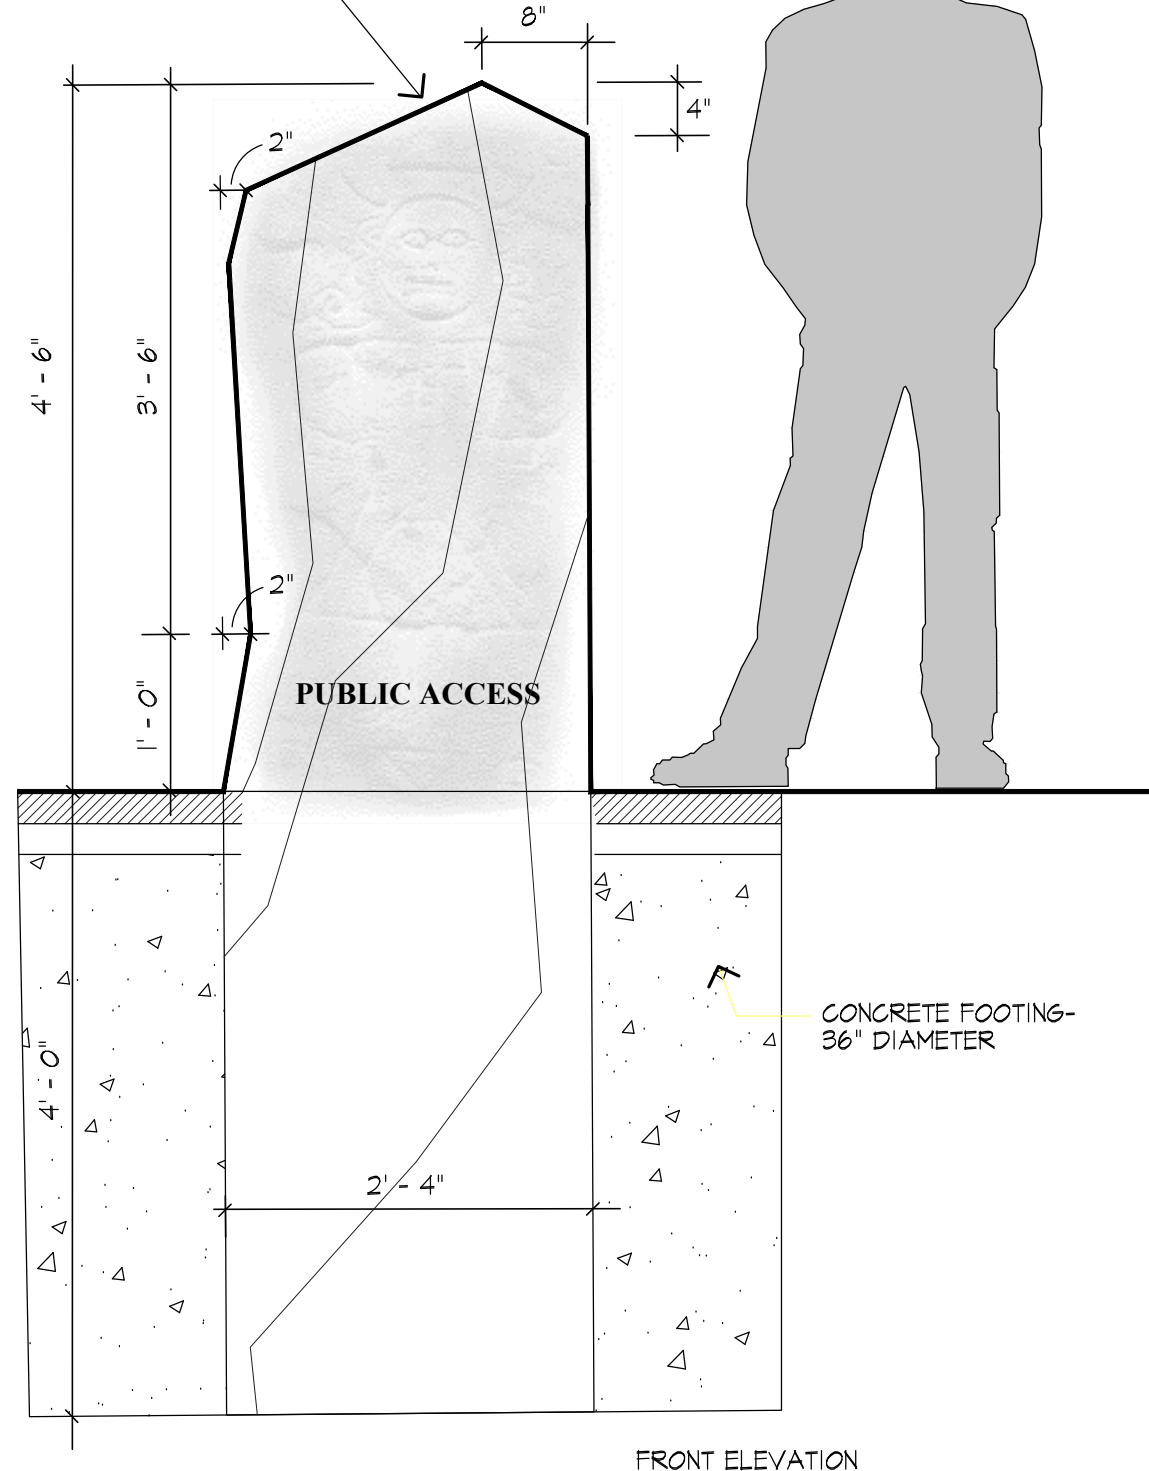 8"
4"
2"
4' - 6"
3' - 6"
2"
PUBLIC ACCESS
1' - 0"
CONCRETE FOOTING-
36" DIAMETER
4' - 0"
2' - 4"
FRONT ELEVATION